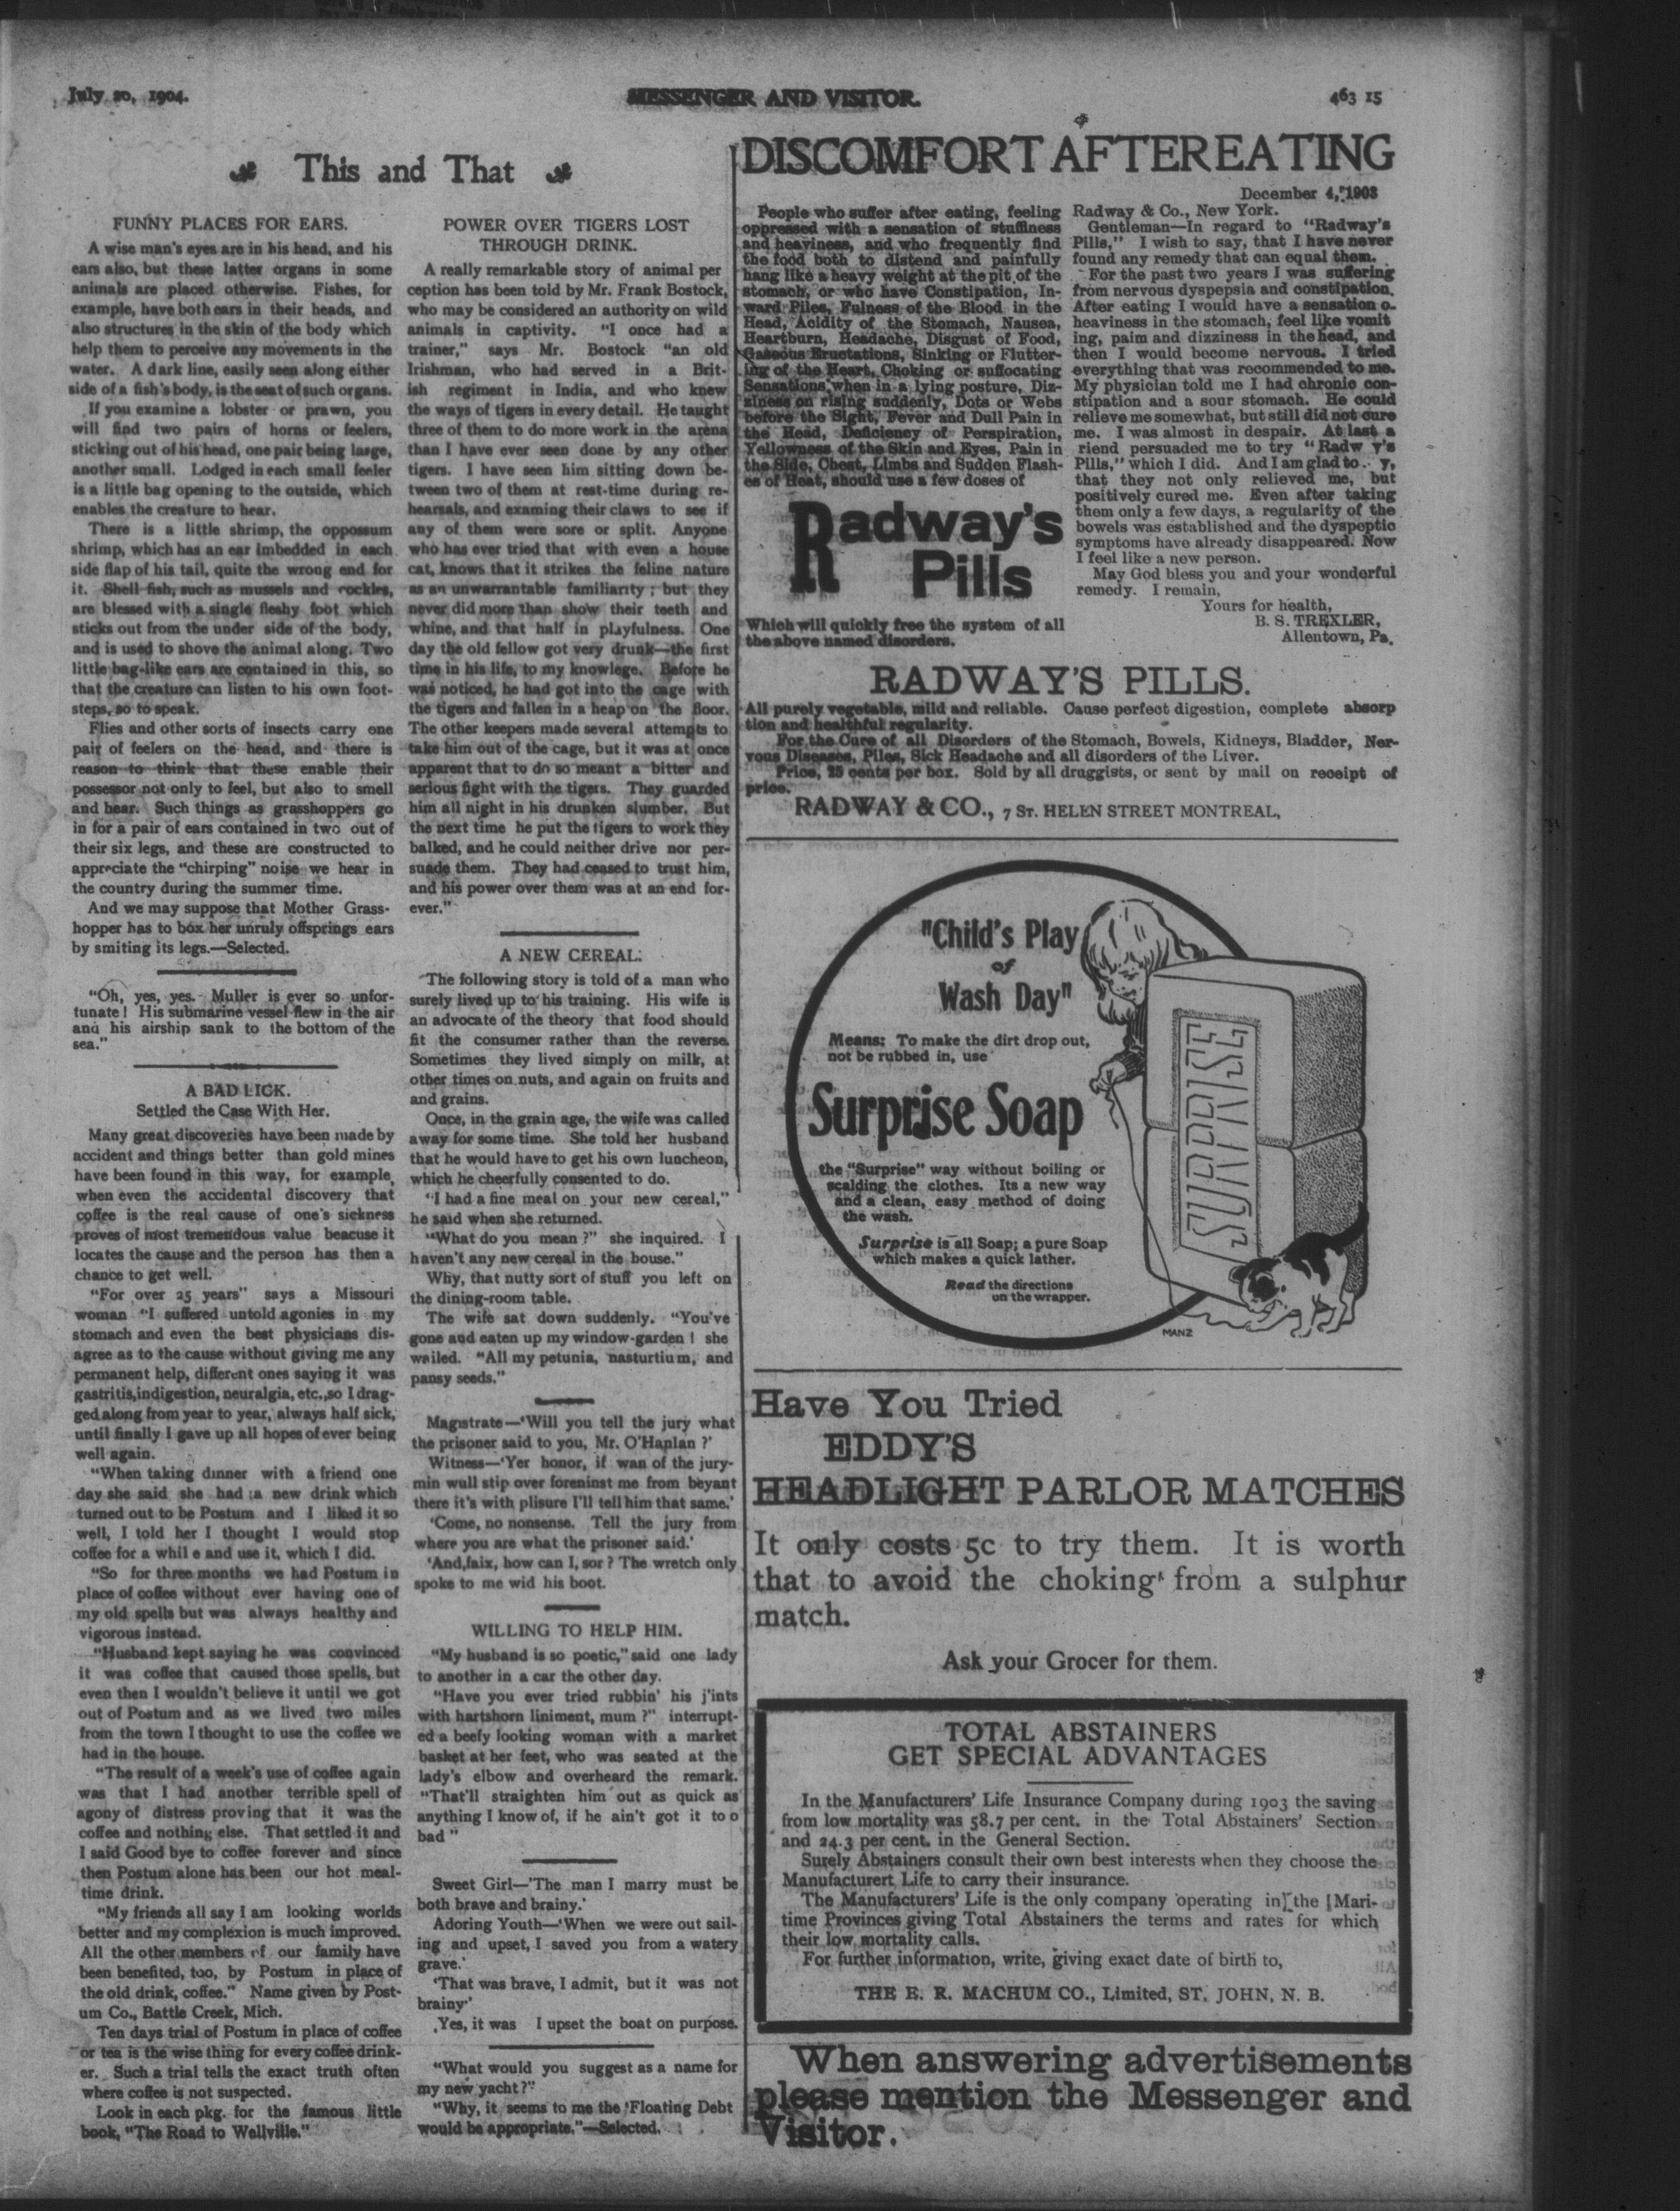 July 20, 1904.
MESSENGER AND VISITOR.
463 15
This and That
FUNNY PLACES FOR EARS.
A wise man's eyes are in his head, and his
ears also, but these latter organs in some
animals are placed otherwise. Fishes, for
example, have both ears in their heads, and
also structures in the skin of the body which
help them to perceive any movements in the
water. A dark line, easily seen along either
side of a fish's body, is the seat of such organs.
If you examine a lobster or prawn, you
will find two pairs of horns or feelers,
sticking out of his head, one pair being large,
another small. Lodged in each small feeler
is a little bag opening to the outside, which
enables the creature to hear.
There is a little shrimp, the oppossum
shrimp, which has an ear imbedded in each
side flap of his tail, quite the wrong end for
it. Shell-fish, such as mussels and cockles,
are blessed with a single fleshy foot which
sticks out from the under side of the body,
and is used to shove the animal along. Two
little bag-like ears are contained in this, so
that the creature can listen to his own foot-
steps, so to speak.
Flies and other sorts of insects carry one
pair of feelers on the head, and there is
reason to think that these enable their
possessor not only to feel, but also to smell
and hear. Such things as grasshoppers go
in for a pair of ears contained in two out of
their six legs, and these are constructed to
appreciate the "chirping" noise we hear in
the country during the summer time.
And we may suppose that Mother Grass-
hopper has to box her unruly offsprings ears
by smiting its legs.—Selected.
"Oh, yes, yes. Muller is ever so unfor-
tunate! His submarine vessel flew in the air
and his airship sank to the bottom of the
sea."
A BAD LICK.
Settled the Case With Her.
Many great discoveries have been made by
accident and things better than gold mines
have been found in this way, for example,
when even the accidental discovery that
coffee is the real cause of one's sickness
proves of most tremendous value beacuse it
locates the cause and the person has then a
chance to get well.
"For over 25 years" says a Missouri
woman "I suffered untold agonies in my
stomach and even the best physicians dis-
agree as to the cause without giving me any
permanent help, different ones saying it was
gastritis,indigestion, neuralgia, etc.,so I drag-
ged along from year to year, always half sick,
until finally I gave up all hopes of ever being
well again.
"When taking dinner with a friend one
day she said she had a new drink which
turned out to be Postum and I liked it so
well, I told her I thought I would stop
coffee for a whil e and use it, which I did.
"So for three months we had Postum in
place of coffee without ever having one of
my old spells but was always healthy and
vigorous instead.
"Husband kept saying he was convinced
it was coffee that caused those spells, but
even then I wouldn't believe it until we got
out of Postum and as we lived two miles
from the town I thought to use the coffee we
had in the house.
"The result of a week's use of coffee again
was that I had another terrible spell of
agony of distress proving that it was the
coffee and nothing else. That settled it and
I said Good bye to coffee forever and since
then Postum alone has been our hot meal-
time drink.
"My friends all say I am looking worlds
better and my complexion is much improved.
All the other members of our family have
been benefited, too, by Postum in place of
the old drink, coffee." Name given by Post-
um Co., Battle Creek, Mich.
Ten days trial of Postum in place of coffee
or tea is the wise thing for every coffee drink-
er. Such a trial tells the exact truth often
where coffee is not suspected.
Look in each pkg. for the famous little
book, "The Road to Wellville."
POWER OVER TIGERS LOST
THROUGH DRINK.
A really remarkable story of animal per
ception has been told by Mr. Frank Bostock,
who may be considered an authority on wild
animals in captivity. "I once had a
trainer," says Mr. Bostock "an old
Irishman, who had served in a Brit-
ish regiment in India, and who knew
the ways of tigers in every detail. He taught
three of them to do more work in the arena
than I have ever seen done by any other
tigers. I have seen him sitting down be-
tween two of them at rest-time during re-
hearsals, and examing their claws to see if
any of them were sore or split. Anyone
who has ever tried that with even a house
cat, knows that it strikes the feline nature
as an unwarrantable familiarity; but they
never did more than show their teeth and
whine, and that half in playfulness. One
day the old fellow got very drunk—the first
time in his life, to my knowlege. Before he
was noticed, he had got into the cage with
the tigers and fallen in a heap on the floor.
The other keepers made several attempts to
take him out of the cage, but it was at once
apparent that to do so meant a bitter and
serious fight with the tigers. They guarded
him all night in his drunken slumber. But
the next time he put the tigers to work they
balked, and he could neither drive nor per-
suade them. They had ceased to trust him,
and his power over them was at an end for-
ever."
A NEW CEREAL.
The following story is told of a man who
surely lived up to his training. His wife is
an advocate of the theory that food should
fit the consumer rather than the reverse.
Sometimes they lived simply on milk, at
other times on nuts, and again on fruits and
and grains.
Once, in the grain age, the wife was called
away for some time. She told her husband
that he would have to get his own luncheon,
which he cheerfully consented to do.
"I had a fine meal on your new cereal,"
he said when she returned.
"What do you mean?" she inquired. I
haven't any new cereal in the house."
Why, that nutty sort of stuff you left on
the dining-room table.
The wife sat down suddenly. "You've
gone and eaten up my window-garden! she
wailed. "All my petunia, nasturtium, and
pansy seeds."
Magistrate—'Will you tell the jury what
the prisoner said to you, Mr. O'Hanlan?'
Witness—'Yer honor, if wan of the jury-
min wull stip over foreninst me from beyant
there it's with plisure I'll tell him that same.'
'Come, no nonsense. Tell the jury from
where you are what the prisoner said.'
'And,faix, how can I, sor? The wretch only
spoke to me wid his boot.
WILLING TO HELP HIM.
"My husband is so poetic," said one lady
to another in a car the other day.
"Have you ever tried rubbin' his j'ints
with hartshorn liniment, mum?" interrupt-
ed a beefy looking woman with a market
basket at her feet, who was seated at the
lady's elbow and overheard the remark.
"That'll straighten him out as quick as
anything I know of, if he ain't got it to o
bad"
Sweet Girl—'The man I marry must be
both brave and brainy.'
Adoring Youth—'When we were out sail-
ing and upset, I saved you from a watery
grave.'
'That was brave, I admit, but it was not
brainy'
Yes, it was I upset the boat on purpose.
"What would you suggest as a name for
my new yacht?"
"Why, it seems to me the 'Floating Debt
would be appropriate."—Selected.
DISCOMFORT AFTER EATING
People who suffer after eating, feeling
oppressed with a sensation of stuffiness
and heaviness, and who frequently find
the food both to distend and painfully
hang like a heavy weight at the pit of the
stomach, or who have Constipation, In-
ward Piles, Fulness of the Blood in the
Head, Acidity of the Stomach, Nausea,
Heartburn, Headache, Disgust of Food,
Gaseous Eructations, Sinking or Flutter-
ing of the Heart, Choking or suffocating
Sensations when in a lying posture, Diz-
ziness on rising suddenly, Dots or Webs
before the Sight, Fever and Dull Pain in
the Head, Deficiency of Perspiration,
Yellowness of the Skin and Eyes, Pain in
the Side, Chest, Limbs and Sudden Flash-
es of Heat, should use a few doses of
Radway's
Pills
Which will quickly free the system of all
the above named disorders.
December 4, 1903
Radway & Co., New York.
Gentleman—In regard to "Radway's
Pills," I wish to say, that I have never
found any remedy that can equal them.
For the past two years I was suffering
from nervous dyspepsia and constipation.
After eating I would have a sensation o.
heaviness in the stomach, feel like vomit
ing, paim and dizziness in the head, and
then I would become nervous. I tried
everything that was recommended to me.
My physician told me I had chronic con-
stipation and a sour stomach. He could
relieve me somewhat, but still did not cure
me. I was almost in despair. At last a
riend persuaded me to try "Radw y's
Pills," which I did. And I am glad to y,
that they not only relieved me, but
positively cured me. Even after taking
them only a few days, a regularity of the
bowels was established and the dyspeptic
symptoms have already disappeared. Now
I feel like a new person.
May God bless you and your wonderful
remedy. I remain,
Yours for health,
B. S. TREXLER,
Allentown, Pa.
RADWAY'S PILLS.
All purely vegetable, mild and reliable. Cause perfect digestion, complete absorp
tion and healthful regularity.
For the Cure of all Disorders of the Stomach, Bowels, Kidneys, Bladder, Ner-
vous Diseases, Piles, Sick Headache and all disorders of the Liver.
Price, 25 cents per box. Sold by all druggists, or sent by mail on receipt of
price.
RADWAY & CO., 7 ST. HELEN STREET MONTREAL,
"Child's Play
of
Wash Day"
Means: To make the dirt drop out,
not be rubbed in, use
Surprise Soap
the "Surprise" way without boiling or
scalding the clothes. Its a new way
and a clean, easy method of doing
the wash.
Surprise is all Soap; a pure Soap
which makes a quick lather.
Read the directions
on the wrapper.
SURPRISE
MANZ
Have You Tried
EDDY'S
HEADLIGHT PARLOR MATCHES
It only costs 5c to try them. It is worth
that to avoid the choking from a sulphur
match.
Ask your Grocer for them.
TOTAL ABSTAINERS
GET SPECIAL ADVANTAGES
In the Manufacturers' Life Insurance Company during 1903 the saving
from low mortality was 58.7 per cent. in the Total Abstainers' Section
and 24.3 per cent. in the General Section.
Surely Abstainers consult their own best interests when they choose the
Manufacturert Life to carry their insurance.
The Manufacturers' Life is the only company operating in the Mari-
time Provinces giving Total Abstainers the terms and rates for which
their low mortality calls.
For further information, write, giving exact date of birth to,
THE E. R. MACHUM CO., Limited, ST. JOHN, N. B.
When answering advertisements
please mention the Messenger and
Visitor.